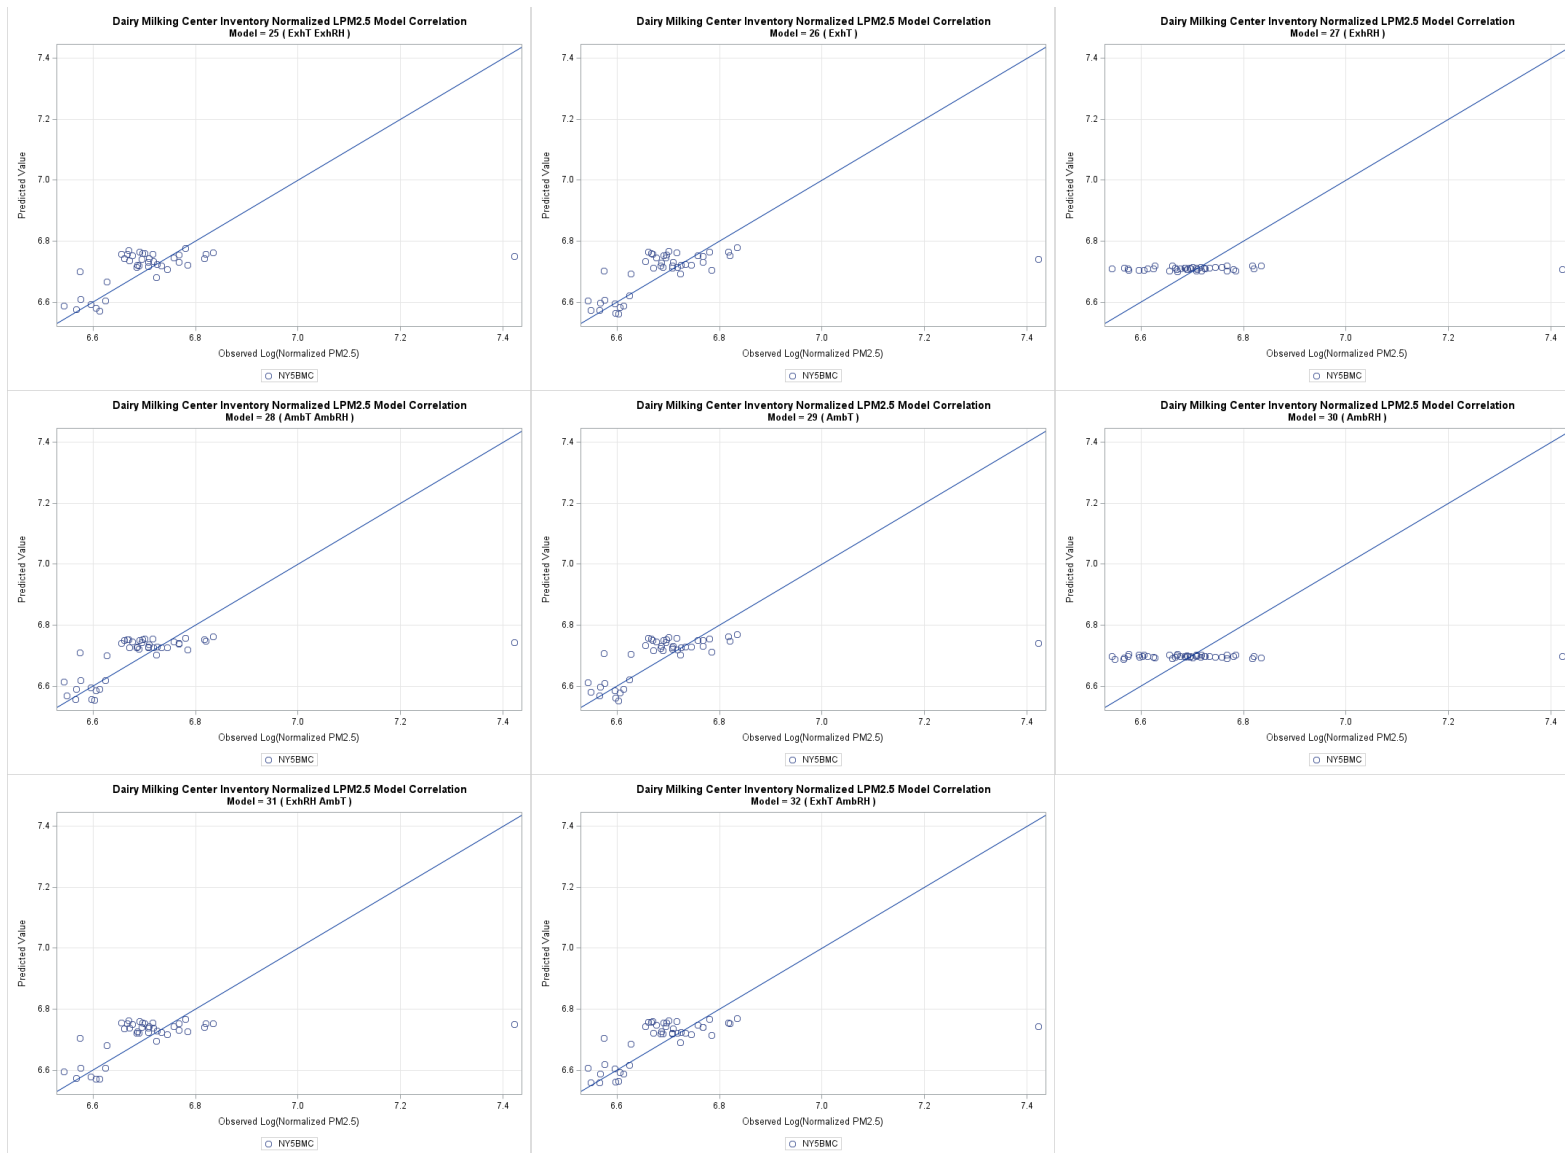 Dairy Milking Center Inventory Normalized LPM2.5 Model Correlation
Model = 25 ( ExhT ExhRH )
7.4
7.2
7.0
6.8
6.6
Predicted Value
6.6 6.8 7.0 7.2 7.4
Observed Log(Normalized PM2.5)
NY5BMC
Dairy Milking Center Inventory Normalized LPM2.5 Model Correlation
Model = 26 ( ExhT )
7.4
7.2
7.0
6.8
6.6
Predicted Value
6.6 6.8 7.0 7.2 7.4
Observed Log(Normalized PM2.5)
NY5BMC
Dairy Milking Center Inventory Normalized LPM2.5 Model Correlation
Model = 27 ( ExhRH )
7.4
7.2
7.0
6.8
6.6
Predicted Value
6.6 6.8 7.0 7.2 7.4
Observed Log(Normalized PM2.5)
NY5BMC
Dairy Milking Center Inventory Normalized LPM2.5 Model Correlation
Model = 28 ( AmbT AmbRH )
7.4
7.2
7.0
6.8
6.6
Predicted Value
6.6 6.8 7.0 7.2 7.4
Observed Log(Normalized PM2.5)
NY5BMC
Dairy Milking Center Inventory Normalized LPM2.5 Model Correlation
Model = 29 ( AmbT )
7.4
7.2
7.0
6.8
6.6
Predicted Value
6.6 6.8 7.0 7.2 7.4
Observed Log(Normalized PM2.5)
NY5BMC
Dairy Milking Center Inventory Normalized LPM2.5 Model Correlation
Model = 30 ( AmbRH )
7.4
7.2
7.0
6.8
6.6
Predicted Value
6.6 6.8 7.0 7.2 7.4
Observed Log(Normalized PM2.5)
NY5BMC
Dairy Milking Center Inventory Normalized LPM2.5 Model Correlation
Model = 31 ( ExhRH AmbT )
7.4
7.2
7.0
6.8
6.6
Predicted Value
6.6 6.8 7.0 7.2 7.4
Observed Log(Normalized PM2.5)
NY5BMC
Dairy Milking Center Inventory Normalized LPM2.5 Model Correlation
Model = 32 ( ExhT AmbRH )
7.4
7.2
7.0
6.8
6.6
Predicted Value
6.6 6.8 7.0 7.2 7.4
Observed Log(Normalized PM2.5)
NY5BMC